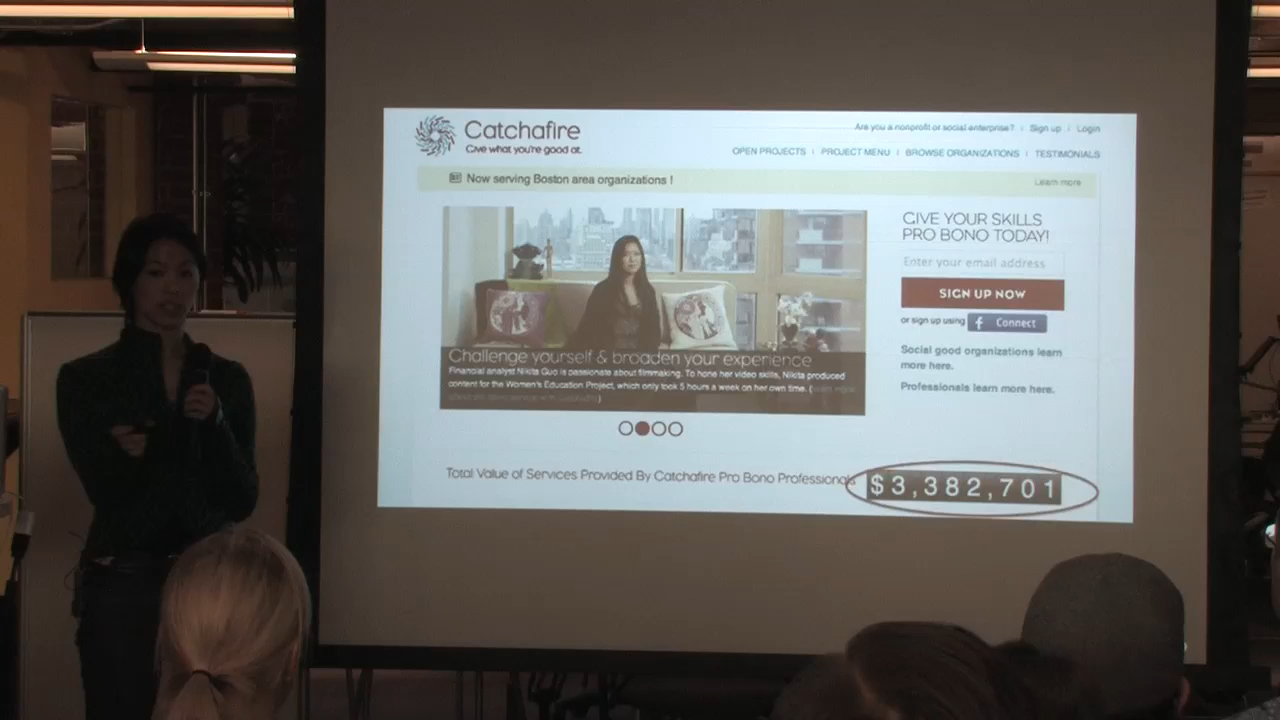 Catchafire
Give what you're good at.
Are you a nonprofit or social enterprise? | Sign up / Login
OPEN PROJECTS | PROJECT MENU | BROWSE ORGANIZATIONS | TESTIMONIALS
Now serving Boston area organizations !
Learn more
GIVE YOUR SKILLS
PRO BONO TODAY!
Enter your email address
SIGN UP NOW
or sign up using f Connect
Social good organizations learn
more here.
Professionals learn more here.
Challenge yourself & broaden your experience
Financial analyst Nikita Guo is passionate about filmmaking. To hone her video skills, Nikita produced
content for the Women's Education Project, which only took 5 hours a week on her own time. (
Total Value of Services Provided By Catchafire Pro Bono Professionals
$3,382,701